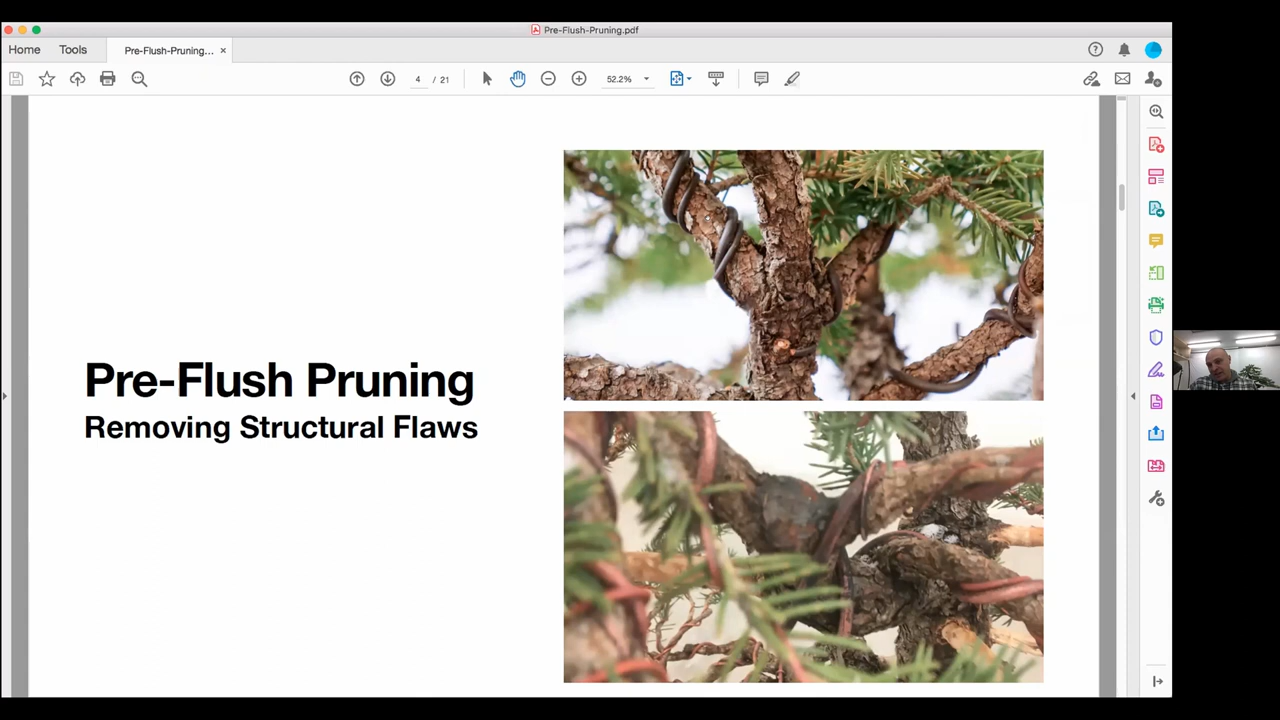 Pre-Flush-Pruning.pdf
Home
Tools
Pre-Flush-Pruning...
×
4 / 21
52.2%
Pre-Flush Pruning
Removing Structural Flaws